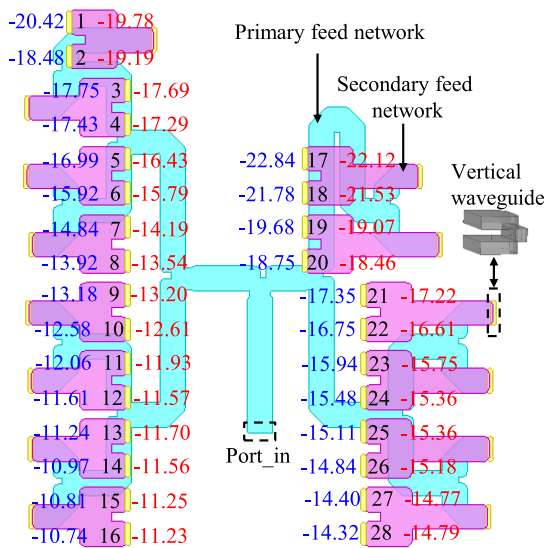 -20.42 1 -19.78
-18.48 2 -19.19
-17.75 3 -17.69
-17.43 4 -17.29
-16.99 5 -16.43
-15.92 6 -15.79
-14.84 7 -14.19
-13.92 8 -13.54
-13.18 9 -13.20
-12.58 10 -12.61
-12.06 11 -11.93
-11.61 12 -11.57
-11.24 13 -11.70
-10.97 14 -11.56
-10.81 15 -11.25
-10.74 16 -11.23
Primary feed network
Secondary feed
network
Vertical
waveguide
-22.84 17 -22.12
-21.78 18 -21.53
-19.68 19 -19.07
-18.75 20 -18.46
-17.35 21 -17.22
-16.75 22 -16.61
-15.94 23 -15.75
-15.48 24 -15.36
-15.11 25 -15.36
-14.84 26 -15.18
-14.40 27 -14.77
-14.32 28 -14.79
Port_in